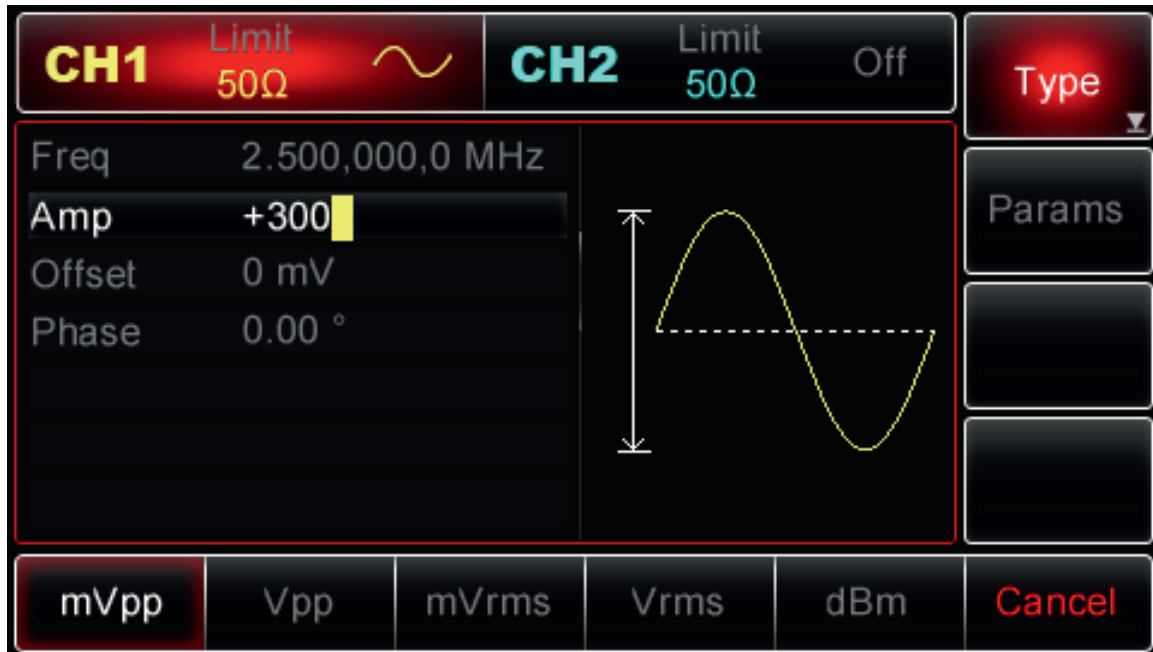 CH1 Limit 50Ω
CH2 Limit 50Ω Off
Type
Freq 2.500,000,0 MHz
Amp +300
Offset 0 mV
Phase 0.00 °
Params
mVpp Vpp mVrms Vrms dBm Cancel